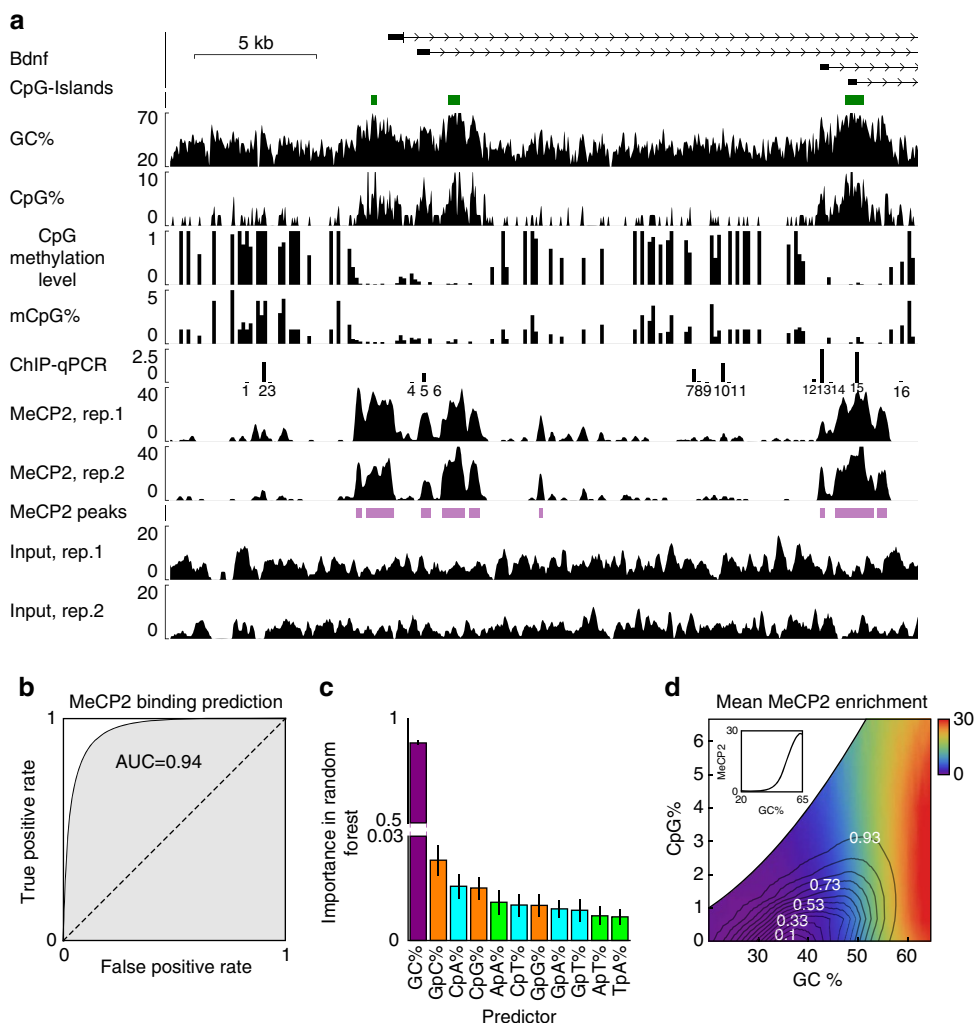 a
5 kb
Bdnf
CpG-Islands
GC%
70
20
CpG%
10
0
CpG
methylation
level
1
0
mCpG%
5
0
ChIP-qPCR
2.5
0
1 23 4 5 6 789 1011 121314 15 16
MeCP2, rep.1
40
0
MeCP2, rep.2
40
0
MeCP2 peaks
Input, rep.1
20
0
Input, rep.2
20
0
b
MeCP2 binding prediction
1
AUC=0.94
True positive rate
0
0
1
False positive rate
c
1
0.5
0.03
0
Importance in random
forest
GC%
GpC%
CpA%
CpG%
ApA%
CpT%
GpG%
GpA%
GpT%
ApT%
TpA%
Predictor
d
Mean MeCP2 enrichment
30
0
6
5
4
3
2
1
0
CpG%
30
MeCP2
0
20
65
GC%
0.93
0.73
0.53
0.33
0.1
30
40
50
60
GC %